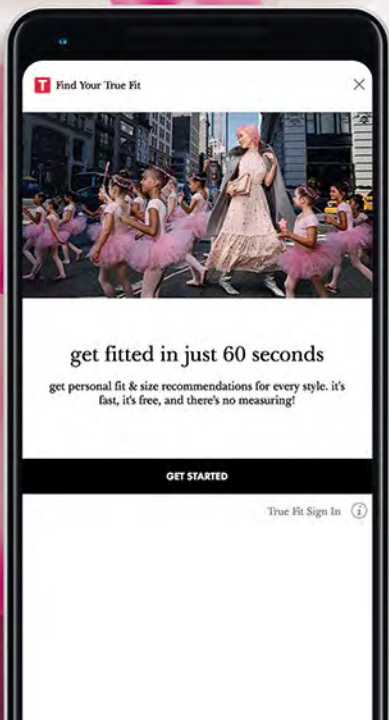 T Find Your True Fit
get fitted in just 60 seconds
get personal fit & size recommendations for every style. it's
fast, it's free, and there's no measuring!
GET STARTED
True Fit Sign In i